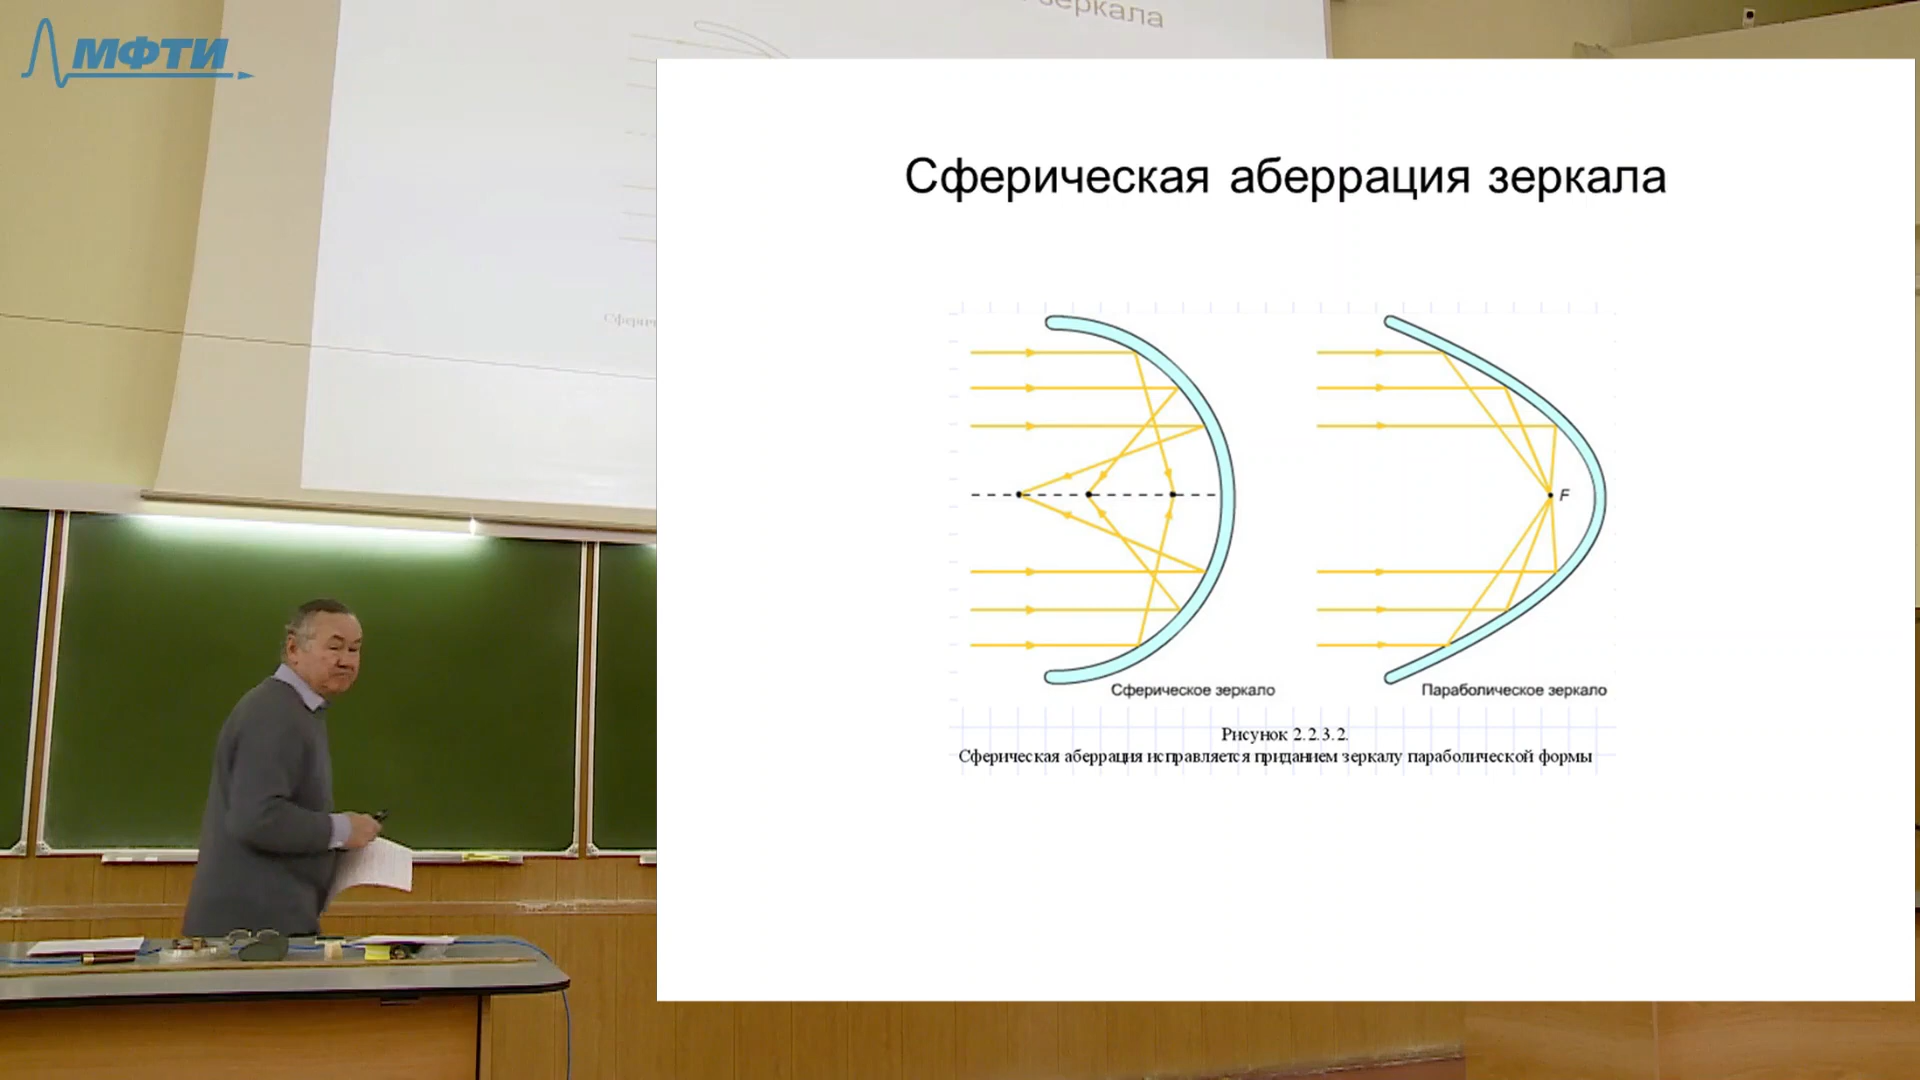 МФТИ
зеркала
Сферическая аберрация зеркала
F
Сферическое зеркало
Параболическое зеркало
Рисунок 2.2.3.2.
Сферическая аберрация исправляется приданием зеркалу параболической формы